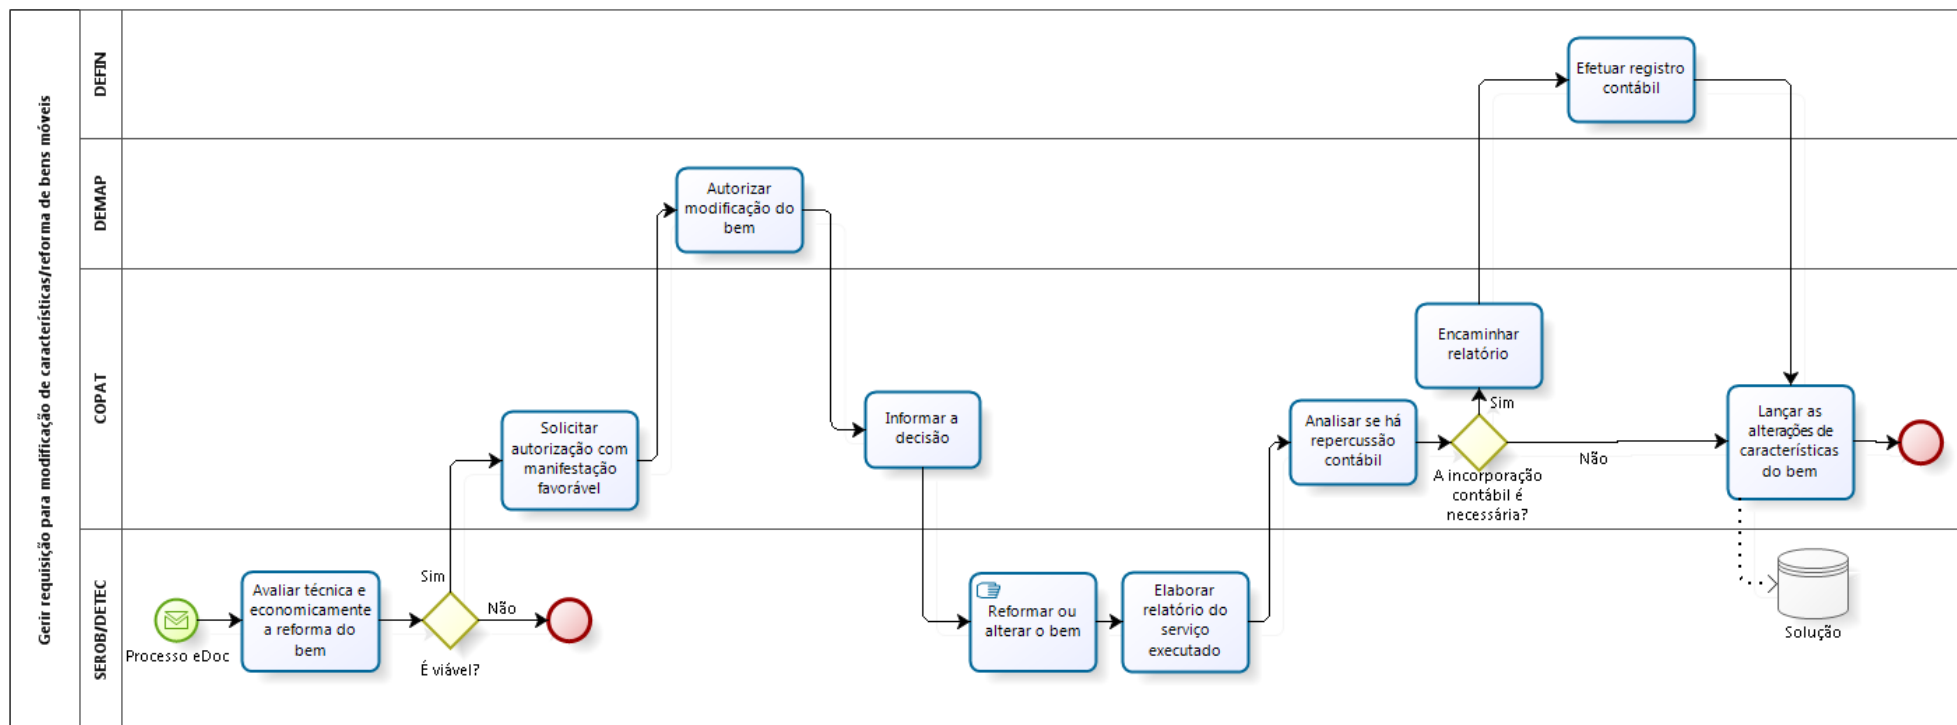 Gerir requisição para modificação de características/reforma de bens móveis
DEFIN
Efetuar registro
contábil
DEMAP
Autorizar
modificação do
bem
COPAT
Solicitar
autorização com
manifestação
favorável
Informar a
decisão
Analisar se há
repercussão
contábil
Encaminhar
relatório
Sim
Não
A incorporação
contábil é
necessária?
Lançar as
alterações de
características
do bem
SEROB/DETEC
Processo eDoc
Avaliar técnica e
economicamente
a reforma do
bem
Sim
Não
É viável?
Reformar ou
alterar o bem
Elaborar
relatório do
serviço
executado
Solução